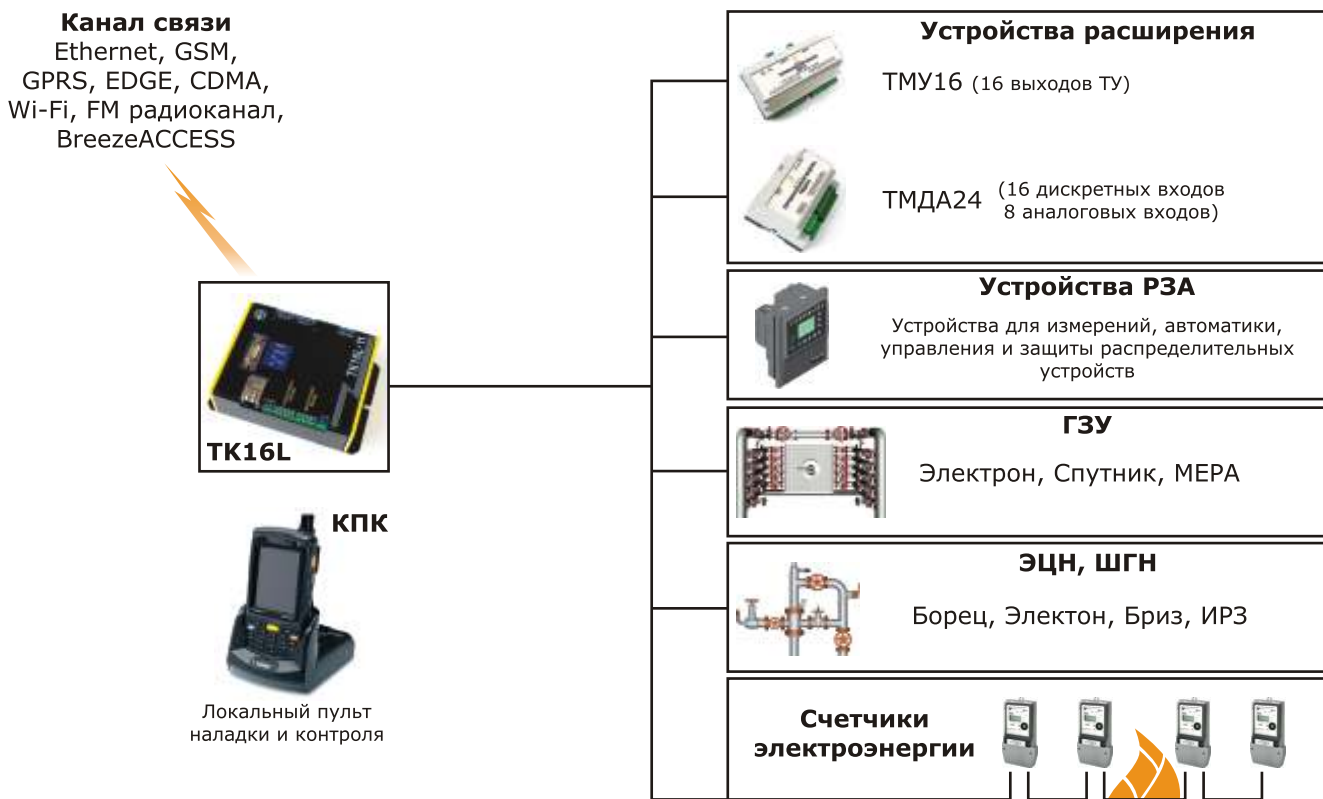 Канал связи
Ethernet, GSM,
GPRS, EDGE, CDMA,
Wi-Fi, FM радиоканал,
BreezeACCESS
TK16L
КПК
Локальный пульт
наладки и контроля
Устройства расширения
ТМУ16 (16 выходов ТУ)
ТМДА24 (16 дискретных входов
8 аналоговых входов)
Устройства РЗА
Устройства для измерений, автоматики,
управления и защиты распределительных
устройств
ГЗУ
Электрон, Спутник, МЕРА
ЭЦН, ШГН
Борец, Электон, Бриз, ИРЗ
Счетчики
электроэнергии